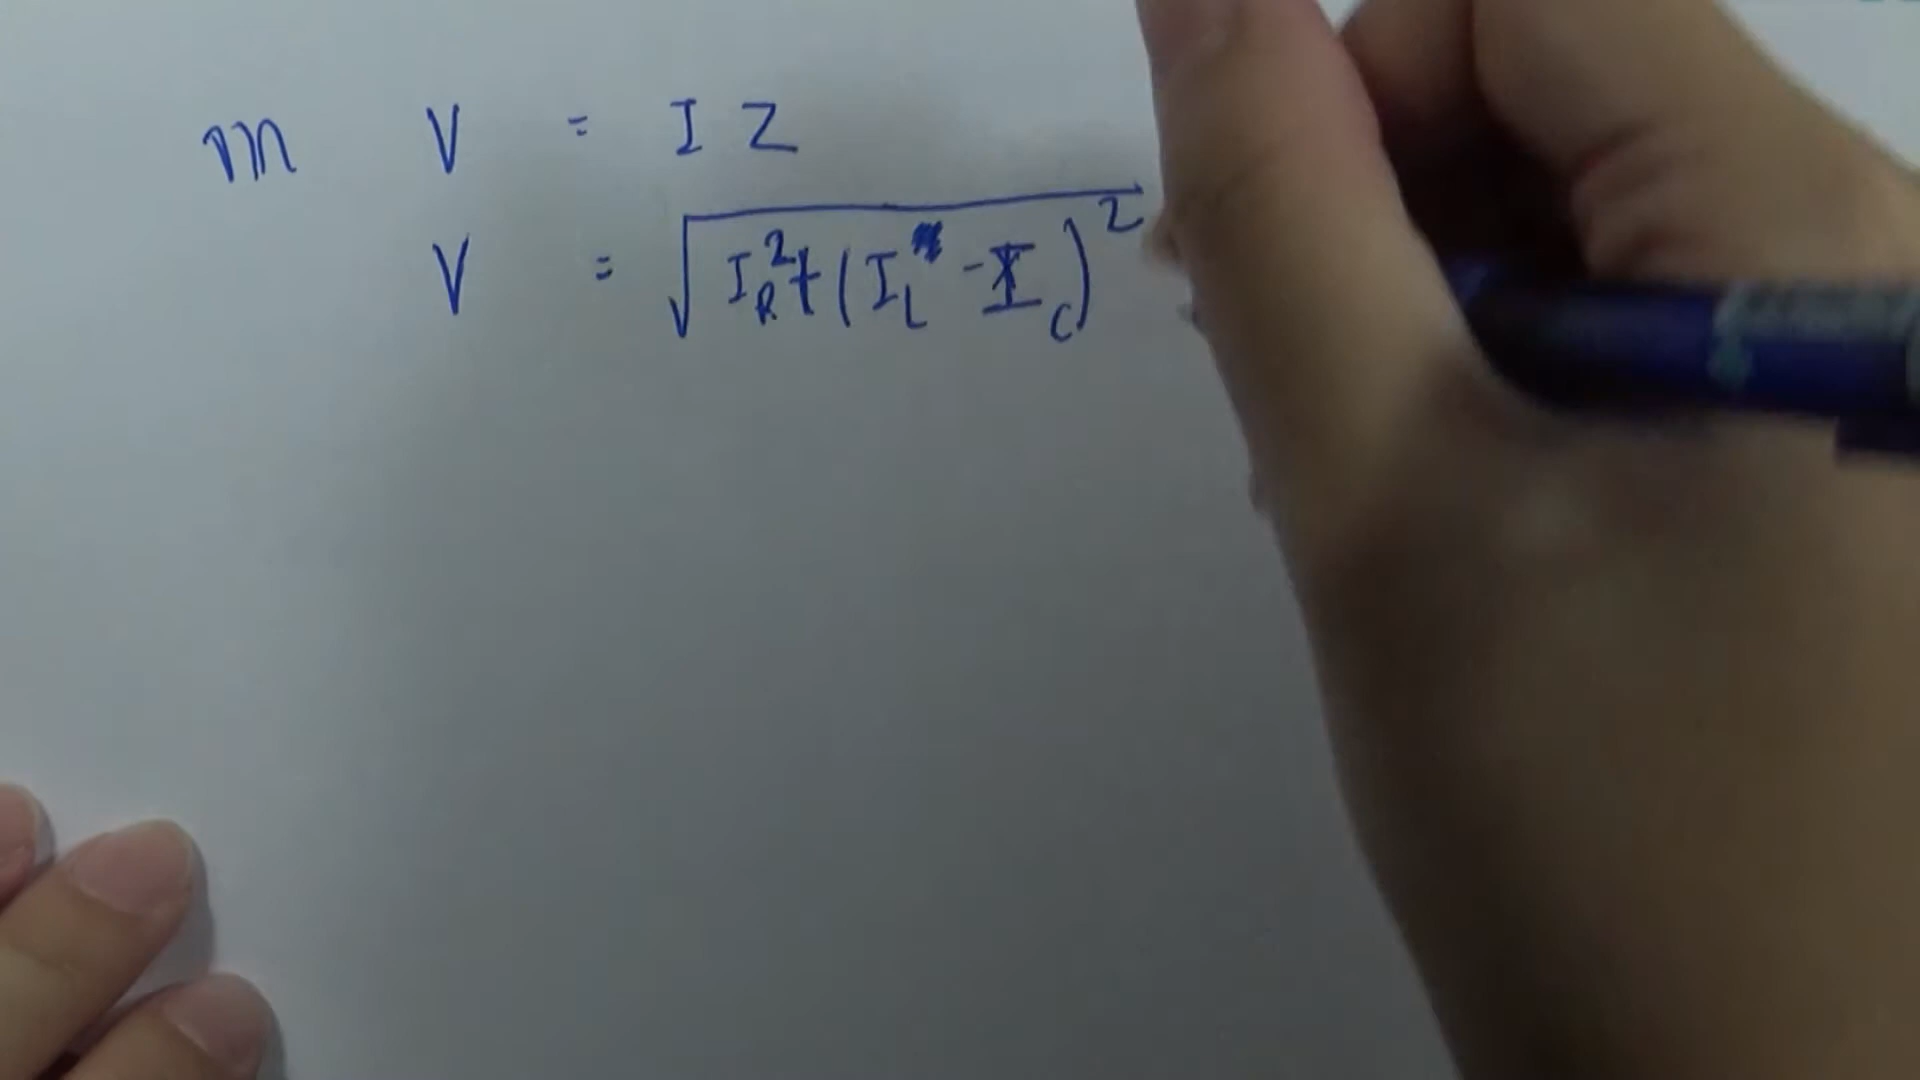 m V = I Z
V = √(I_R² + (I_L - I_C)²